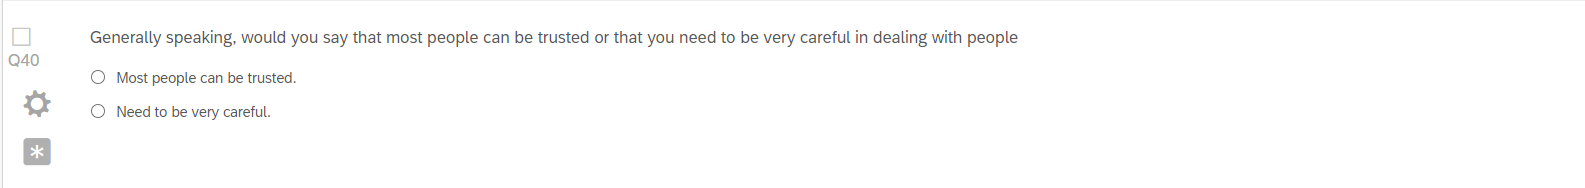 Generally speaking, would you say that most people can be trusted or that you need to be very careful in dealing with people
Q40
Most people can be trusted.
Need to be very careful.
*